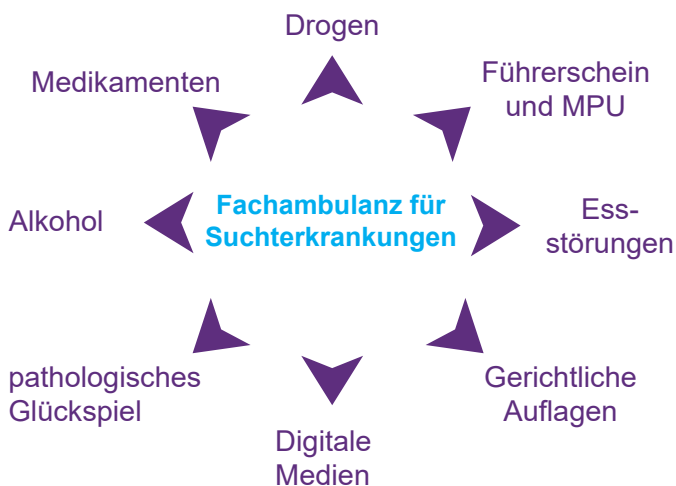 Drogen
Medikamenten
Führerschein
und MPU
Alkohol
Fachambulanz für
Suchterkrankungen
Ess-
störungen
pathologisches
Glückspiel
Digitale
Medien
Gerichtliche
Auflagen